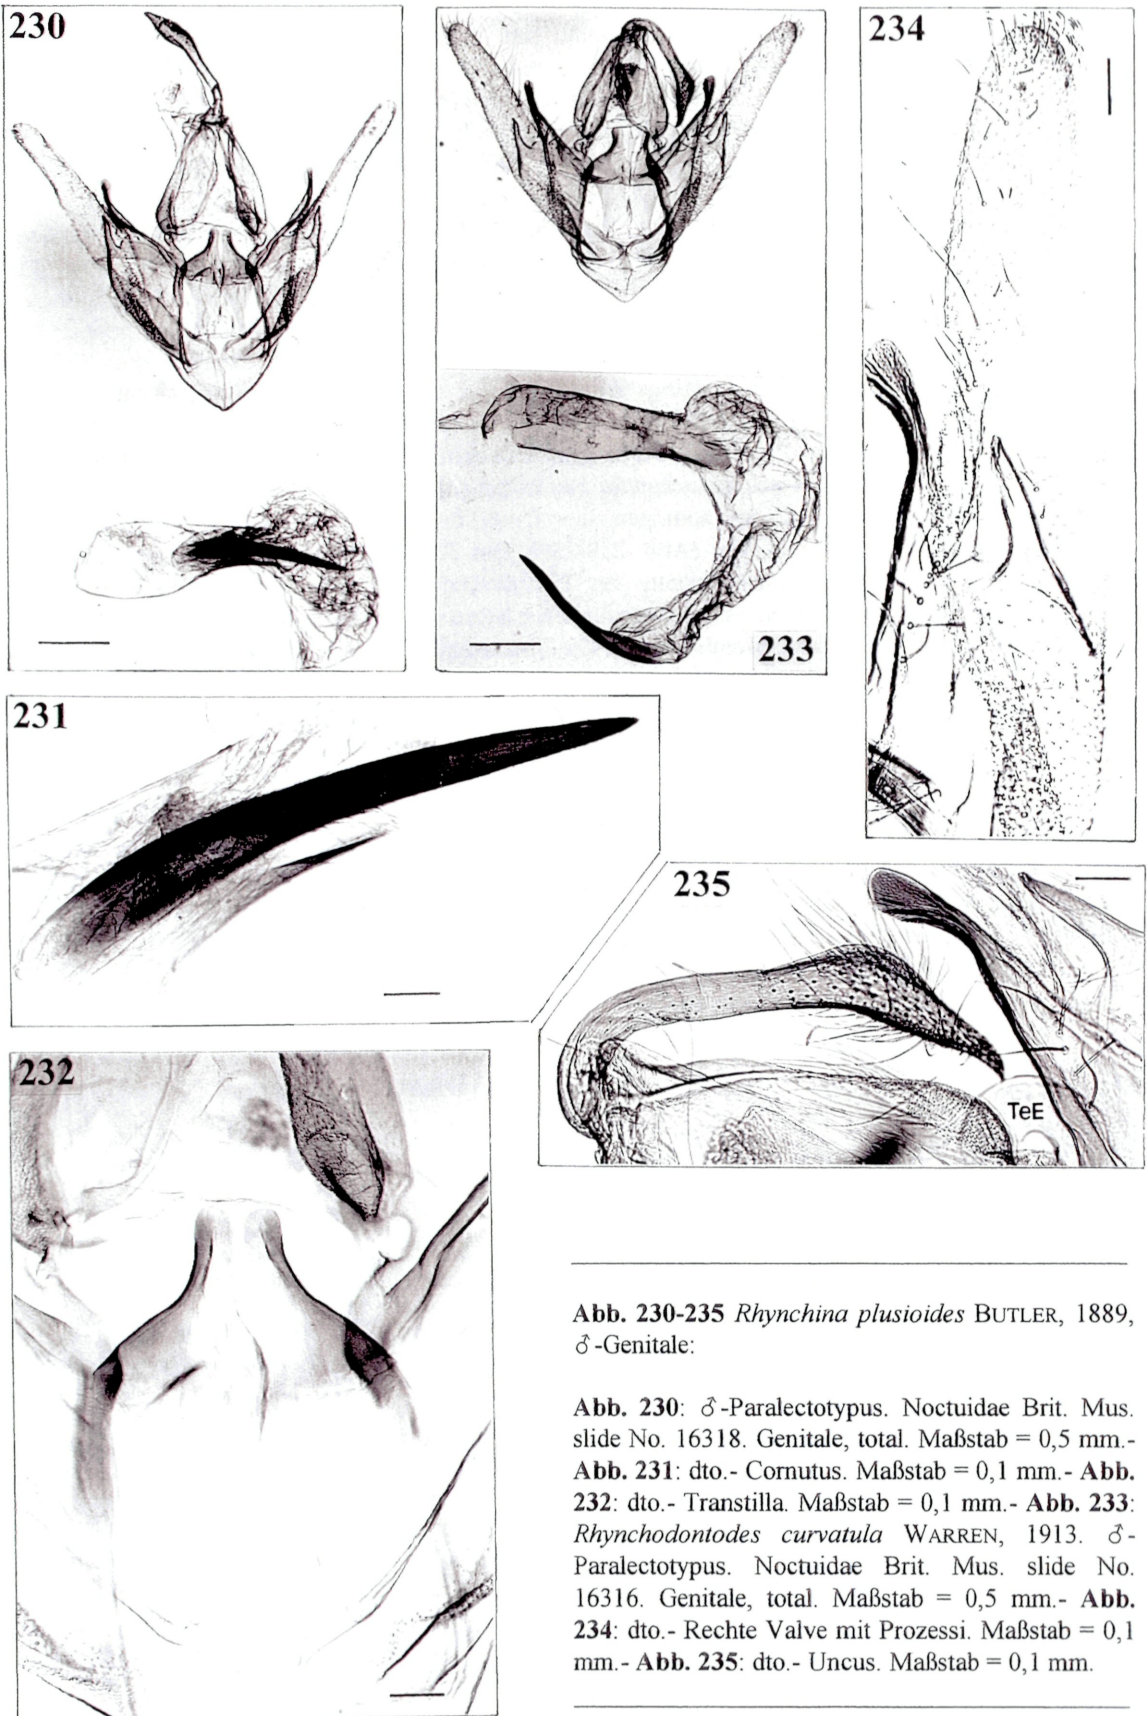 230
233
234
231
235
TeE
232
Abb. 230-235 Rhynchina plusioides BUTLER, 1889,
♂-Genitale:
Abb. 230: ♂-Paralectotypus. Noctuidae Brit. Mus.
slide No. 16318. Genitale, total. Maßstab = 0,5 mm.-
Abb. 231: dto.- Cornutus. Maßstab = 0,1 mm.- Abb.
232: dto.- Transtilla. Maßstab = 0,1 mm.- Abb. 233:
Rhynchodontodes curvatula WARREN, 1913. ♂-
Paralectotypus. Noctuidae Brit. Mus. slide No.
16316. Genitale, total. Maßstab = 0,5 mm.- Abb.
234: dto.- Rechte Valve mit Prozessi. Maßstab = 0,1
mm.- Abb. 235: dto.- Uncus. Maßstab = 0,1 mm.